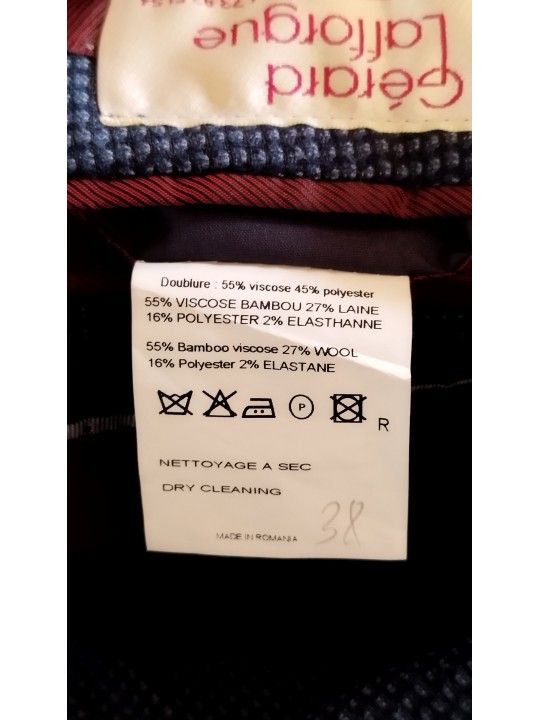 Gérard
Lafforgue
Doublure : 55% viscose 45% polyester
55% VISCOSE BAMBOU 27% LAINE
16% POLYESTER 2% ELASTHANNE
55% Bamboo viscose 27% WOOL
16% Polyester 2% ELASTANE
P
R
NETTOYAGE A SEC
DRY CLEANING
MADE IN ROMANIA
38